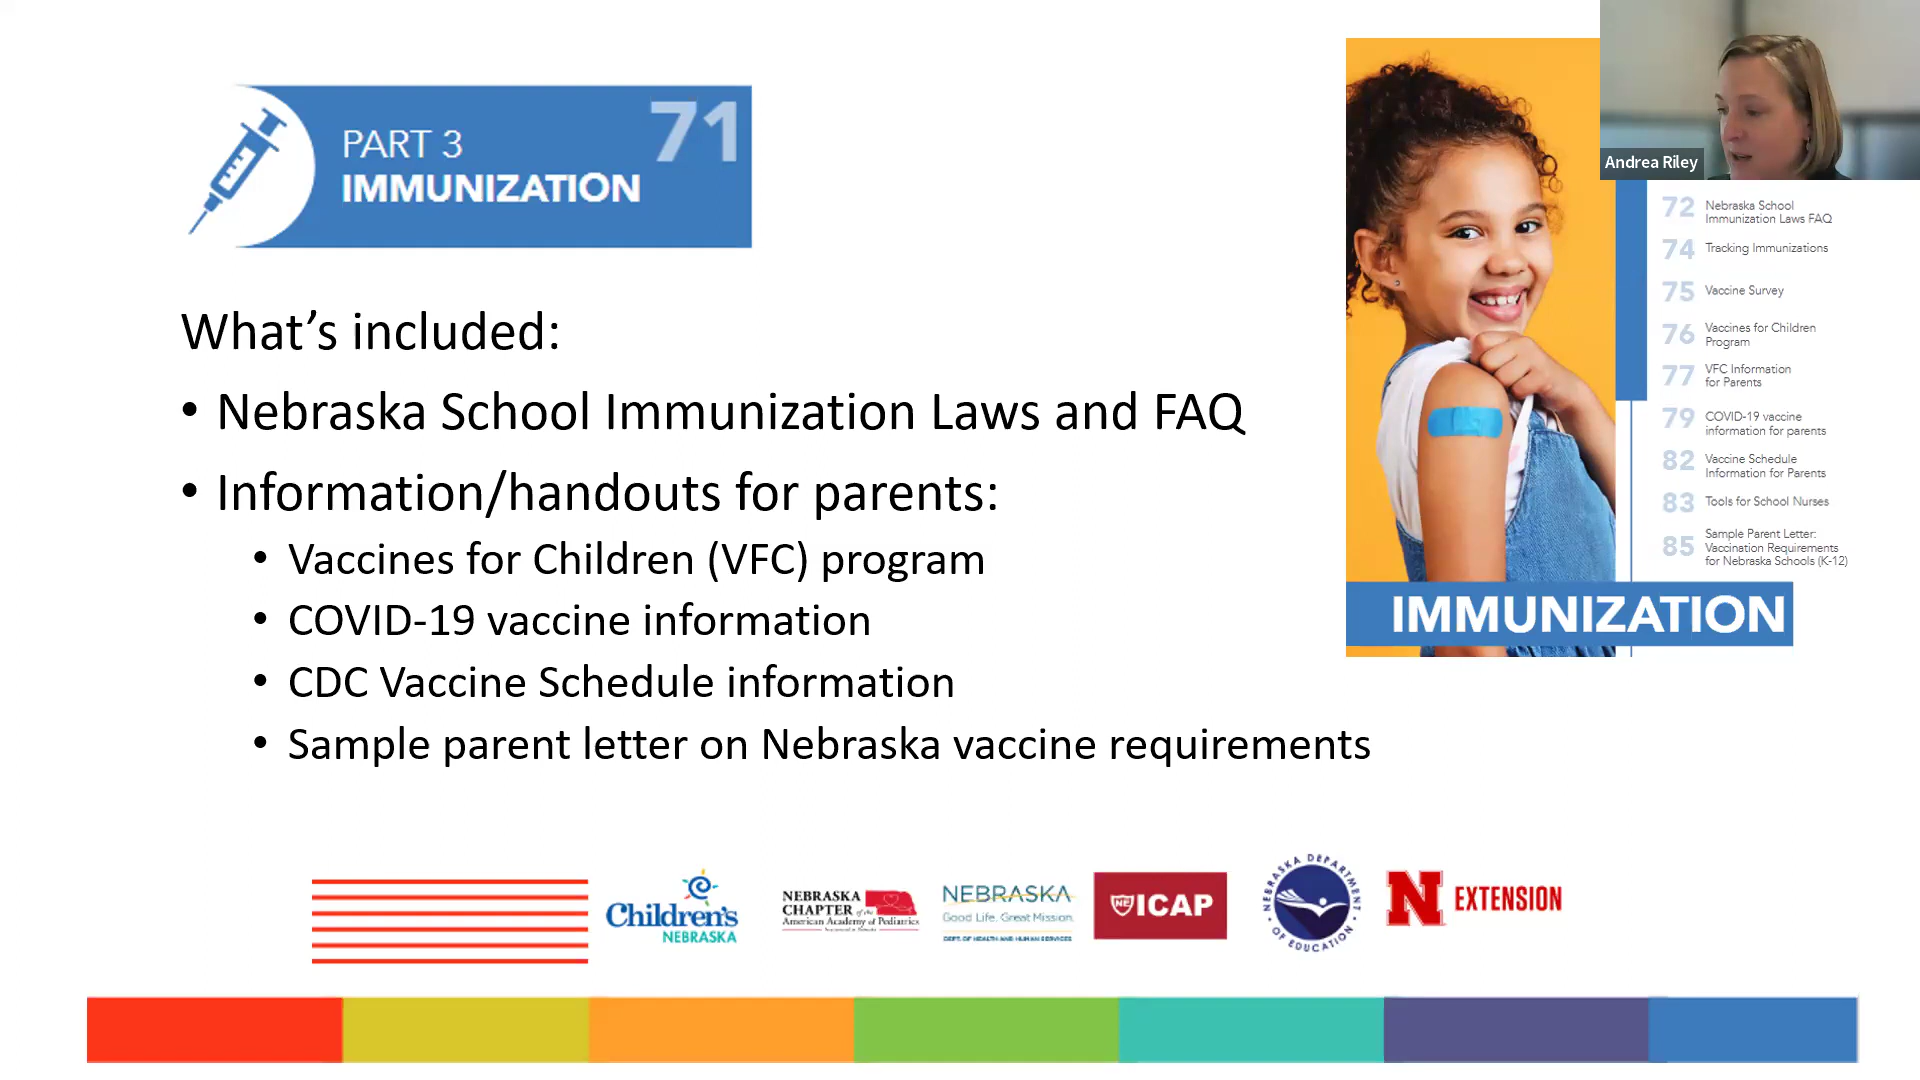 PART 3
71
IMMUNIZATION
What’s included:
• Nebraska School Immunization Laws and FAQ
• Information/handouts for parents:
• Vaccines for Children (VFC) program
• COVID-19 vaccine information
• CDC Vaccine Schedule information
• Sample parent letter on Nebraska vaccine requirements
Andrea Riley
72 Nebraska School
Immunization Laws FAQ
74 Tracking Immunizations
75 Vaccine Survey
76 Vaccines for Children
Program
77 VFC Information
for Parents
79 COVID-19 vaccine
information for parents
82 Vaccine Schedule
Information for Parents
83 Tools for School Nurses
85 Sample Parent Letter:
Vaccination Requirements
for Nebraska Schools (K-12)
IMMUNIZATION
Children's
NEBRASKA
NEBRASKA
CHAPTER of the
American Academy of Pediatrics
NEBRASKA
Good Life. Great Mission.
DEPT. OF HEALTH AND HUMAN SERVICES
NE ICAP
NEBRASKA DEPARTMENT
OF EDUCATION
N EXTENSION